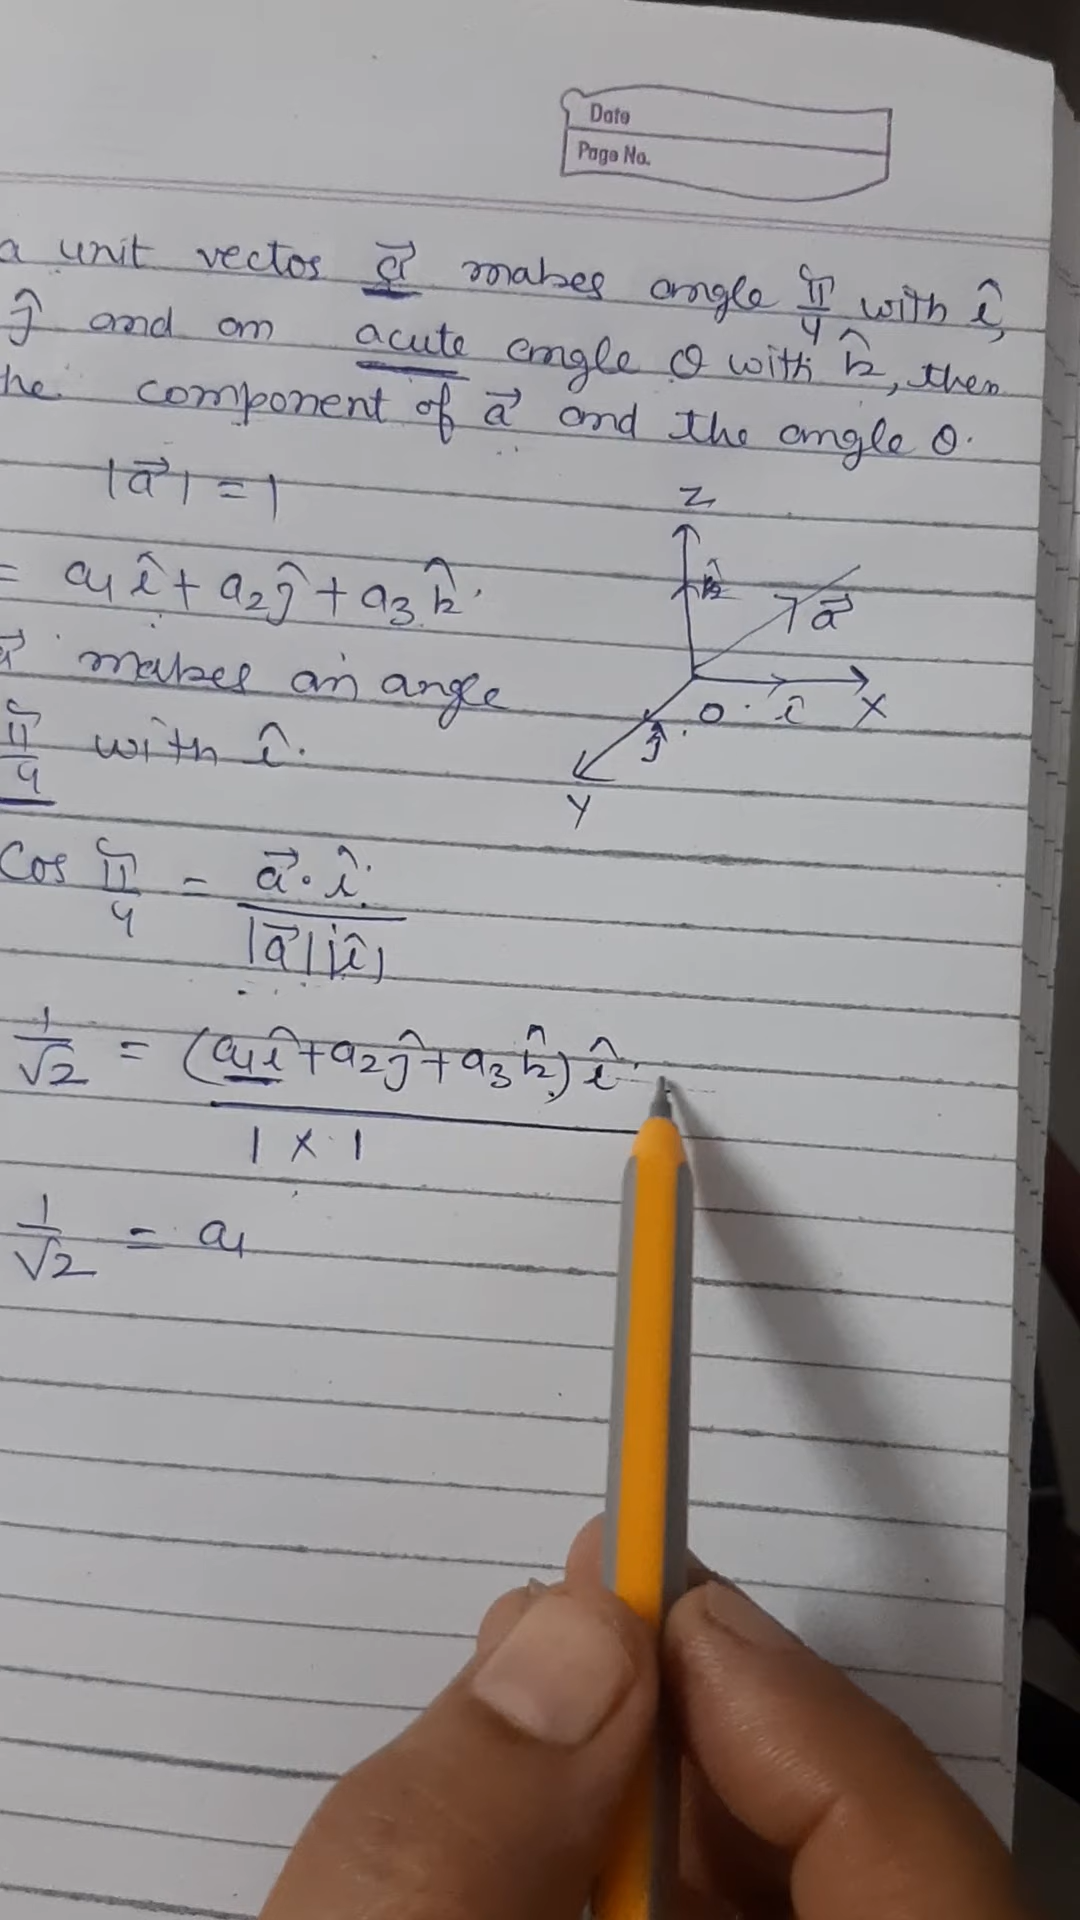 Date
Page No.
a unit vector a⃗ makes angle π/4 with î,
ĵ and an acute angle θ with k̂, then
he component of a⃗ and the angle θ.
|a⃗| = 1
= a₁î + a₂ĵ + a₃k̂
a⃗ makes an angle
π/4 with î.
Z
k̂
a⃗
O
î
X
ĵ
Y
Cos π/4 = a⃗·î / |a⃗||î|
1/√2 = (a₁î + a₂ĵ + a₃k̂) î / 1 × 1
1/√2 = a₁